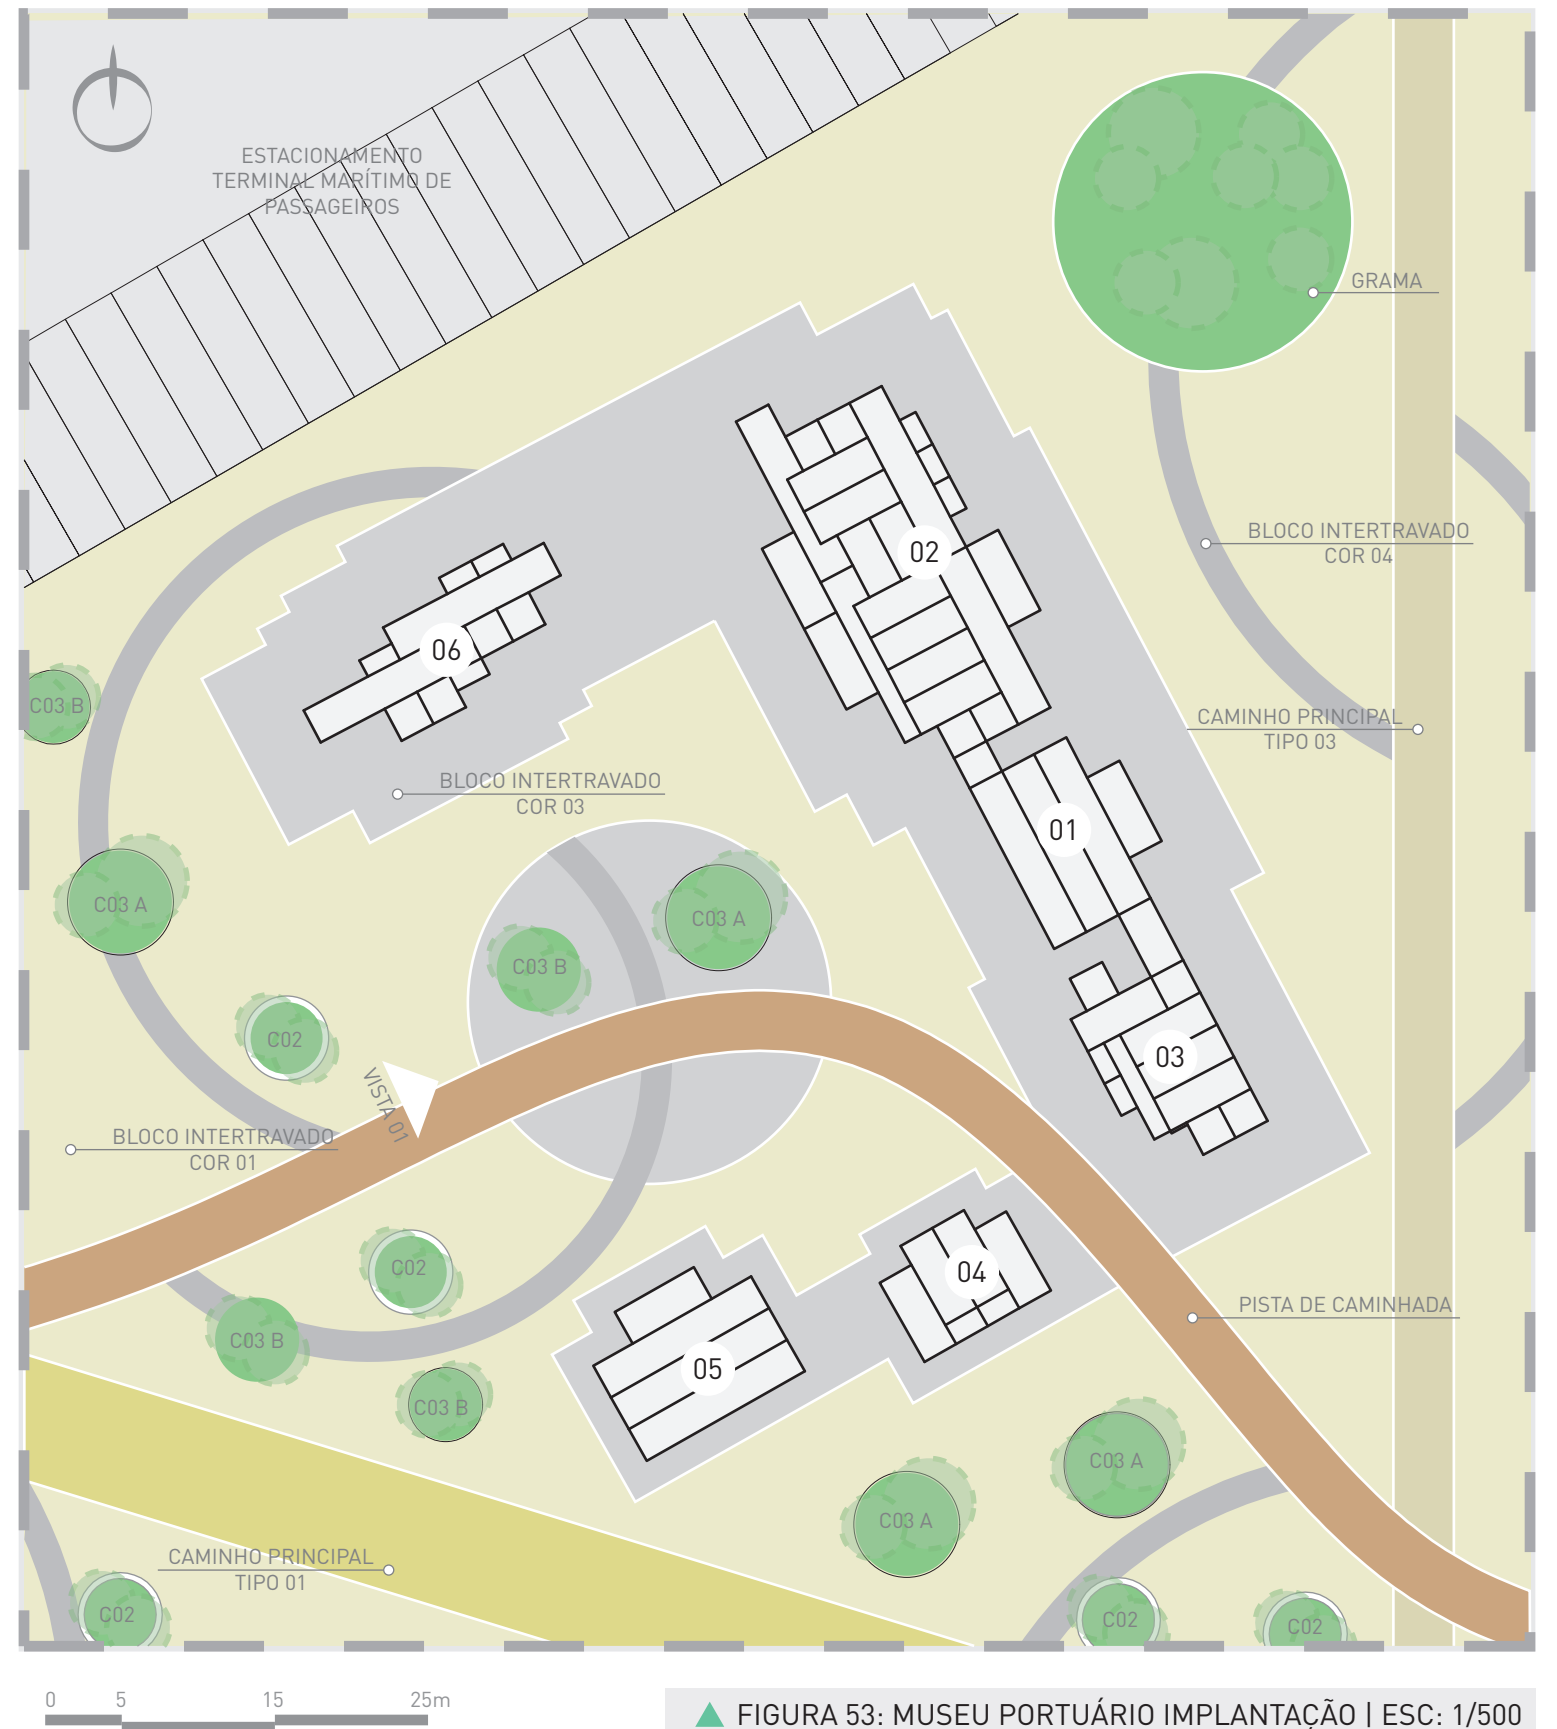 ESTACIONAMENTO
TERMINAL MARÍTIMO DE
PASSAGEIROS
GRAMA
BLOCO INTERTRAVADO
COR 04
02
06
C03 B
CAMINHO PRINCIPAL
TIPO 03
BLOCO INTERTRAVADO
COR 03
01
C03 A
C03 A
C03 B
C02
03
VISTA 01
BLOCO INTERTRAVADO
COR 01
C02
04
PISTA DE CAMINHADA
C03 B
05
C03 B
C03 A
C03 A
CAMINHO PRINCIPAL
TIPO 01
C02
C02
C02
0 5 15 25m
FIGURA 53: MUSEU PORTUÁRIO IMPLANTAÇÃO | ESC: 1/500